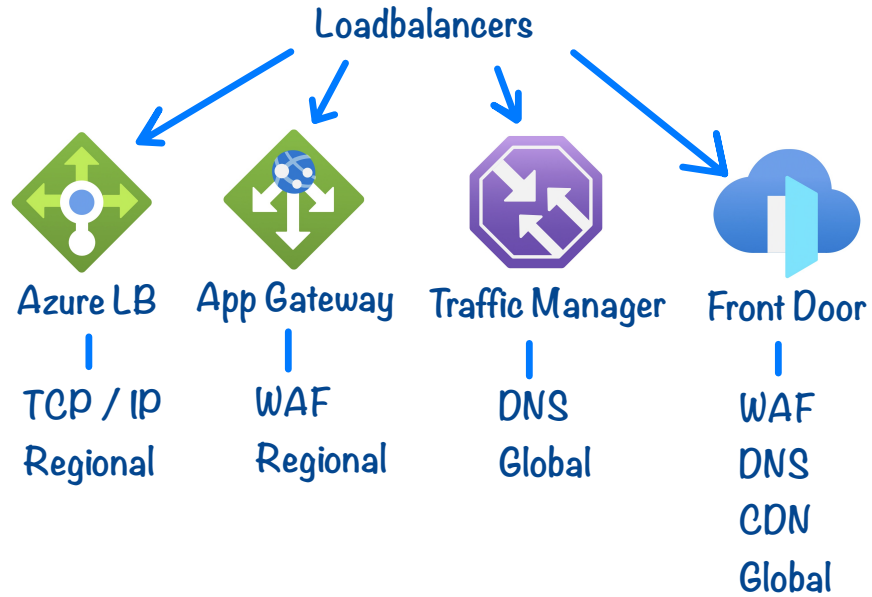 Loadbalancers
Azure LB
TCP / IP
Regional
App Gateway
WAF
Regional
Traffic Manager
DNS
Global
Front Door
WAF
DNS
CDN
Global